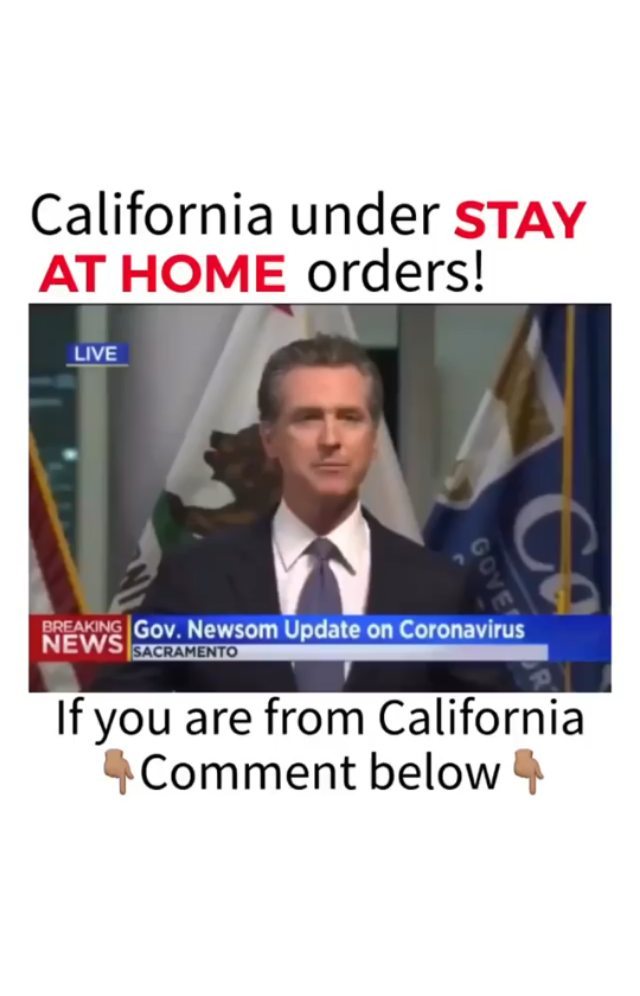 California under STAY
AT HOME orders!
LIVE
BREAKING
NEWS
Gov. Newsom Update on Coronavirus
SACRAMENTO
If you are from California
👇🏽Comment below👇🏽